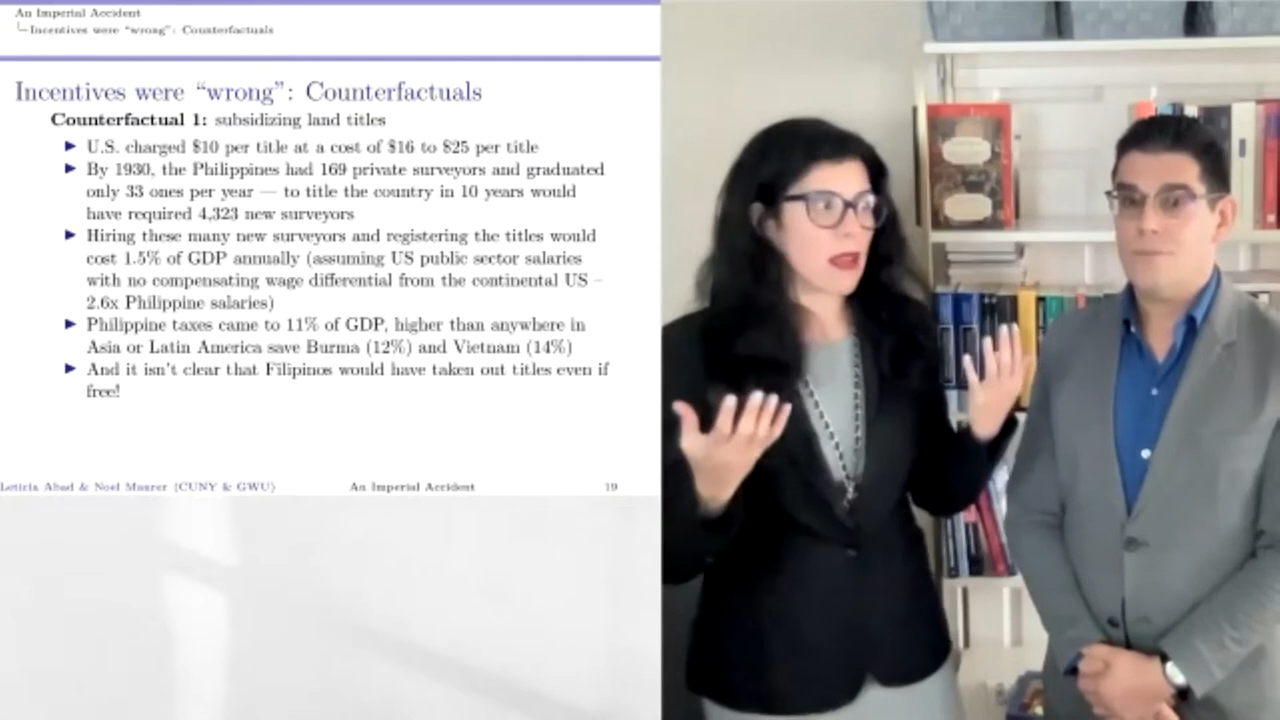 An Imperial Accident
Incentives were “wrong”: Counterfactuals
Incentives were “wrong”: Counterfactuals
Counterfactual 1: subsidizing land titles
U.S. charged $10 per title at a cost of $16 to $25 per title
By 1930, the Philippines had 169 private surveyors and graduated
only 33 ones per year — to title the country in 10 years would
have required 4,323 new surveyors
Hiring these many new surveyors and registering the titles would
cost 1.5% of GDP annually (assuming US public sector salaries
with no compensating wage differential from the continental US –
2.6x Philippine salaries)
Philippine taxes came to 11% of GDP, higher than anywhere in
Asia or Latin America save Burma (12%) and Vietnam (14%)
And it isn’t clear that Filipinos would have taken out titles even if
free!
Leticia Abad & Noel Maurer (CUNY & GWU)
An Imperial Accident
19